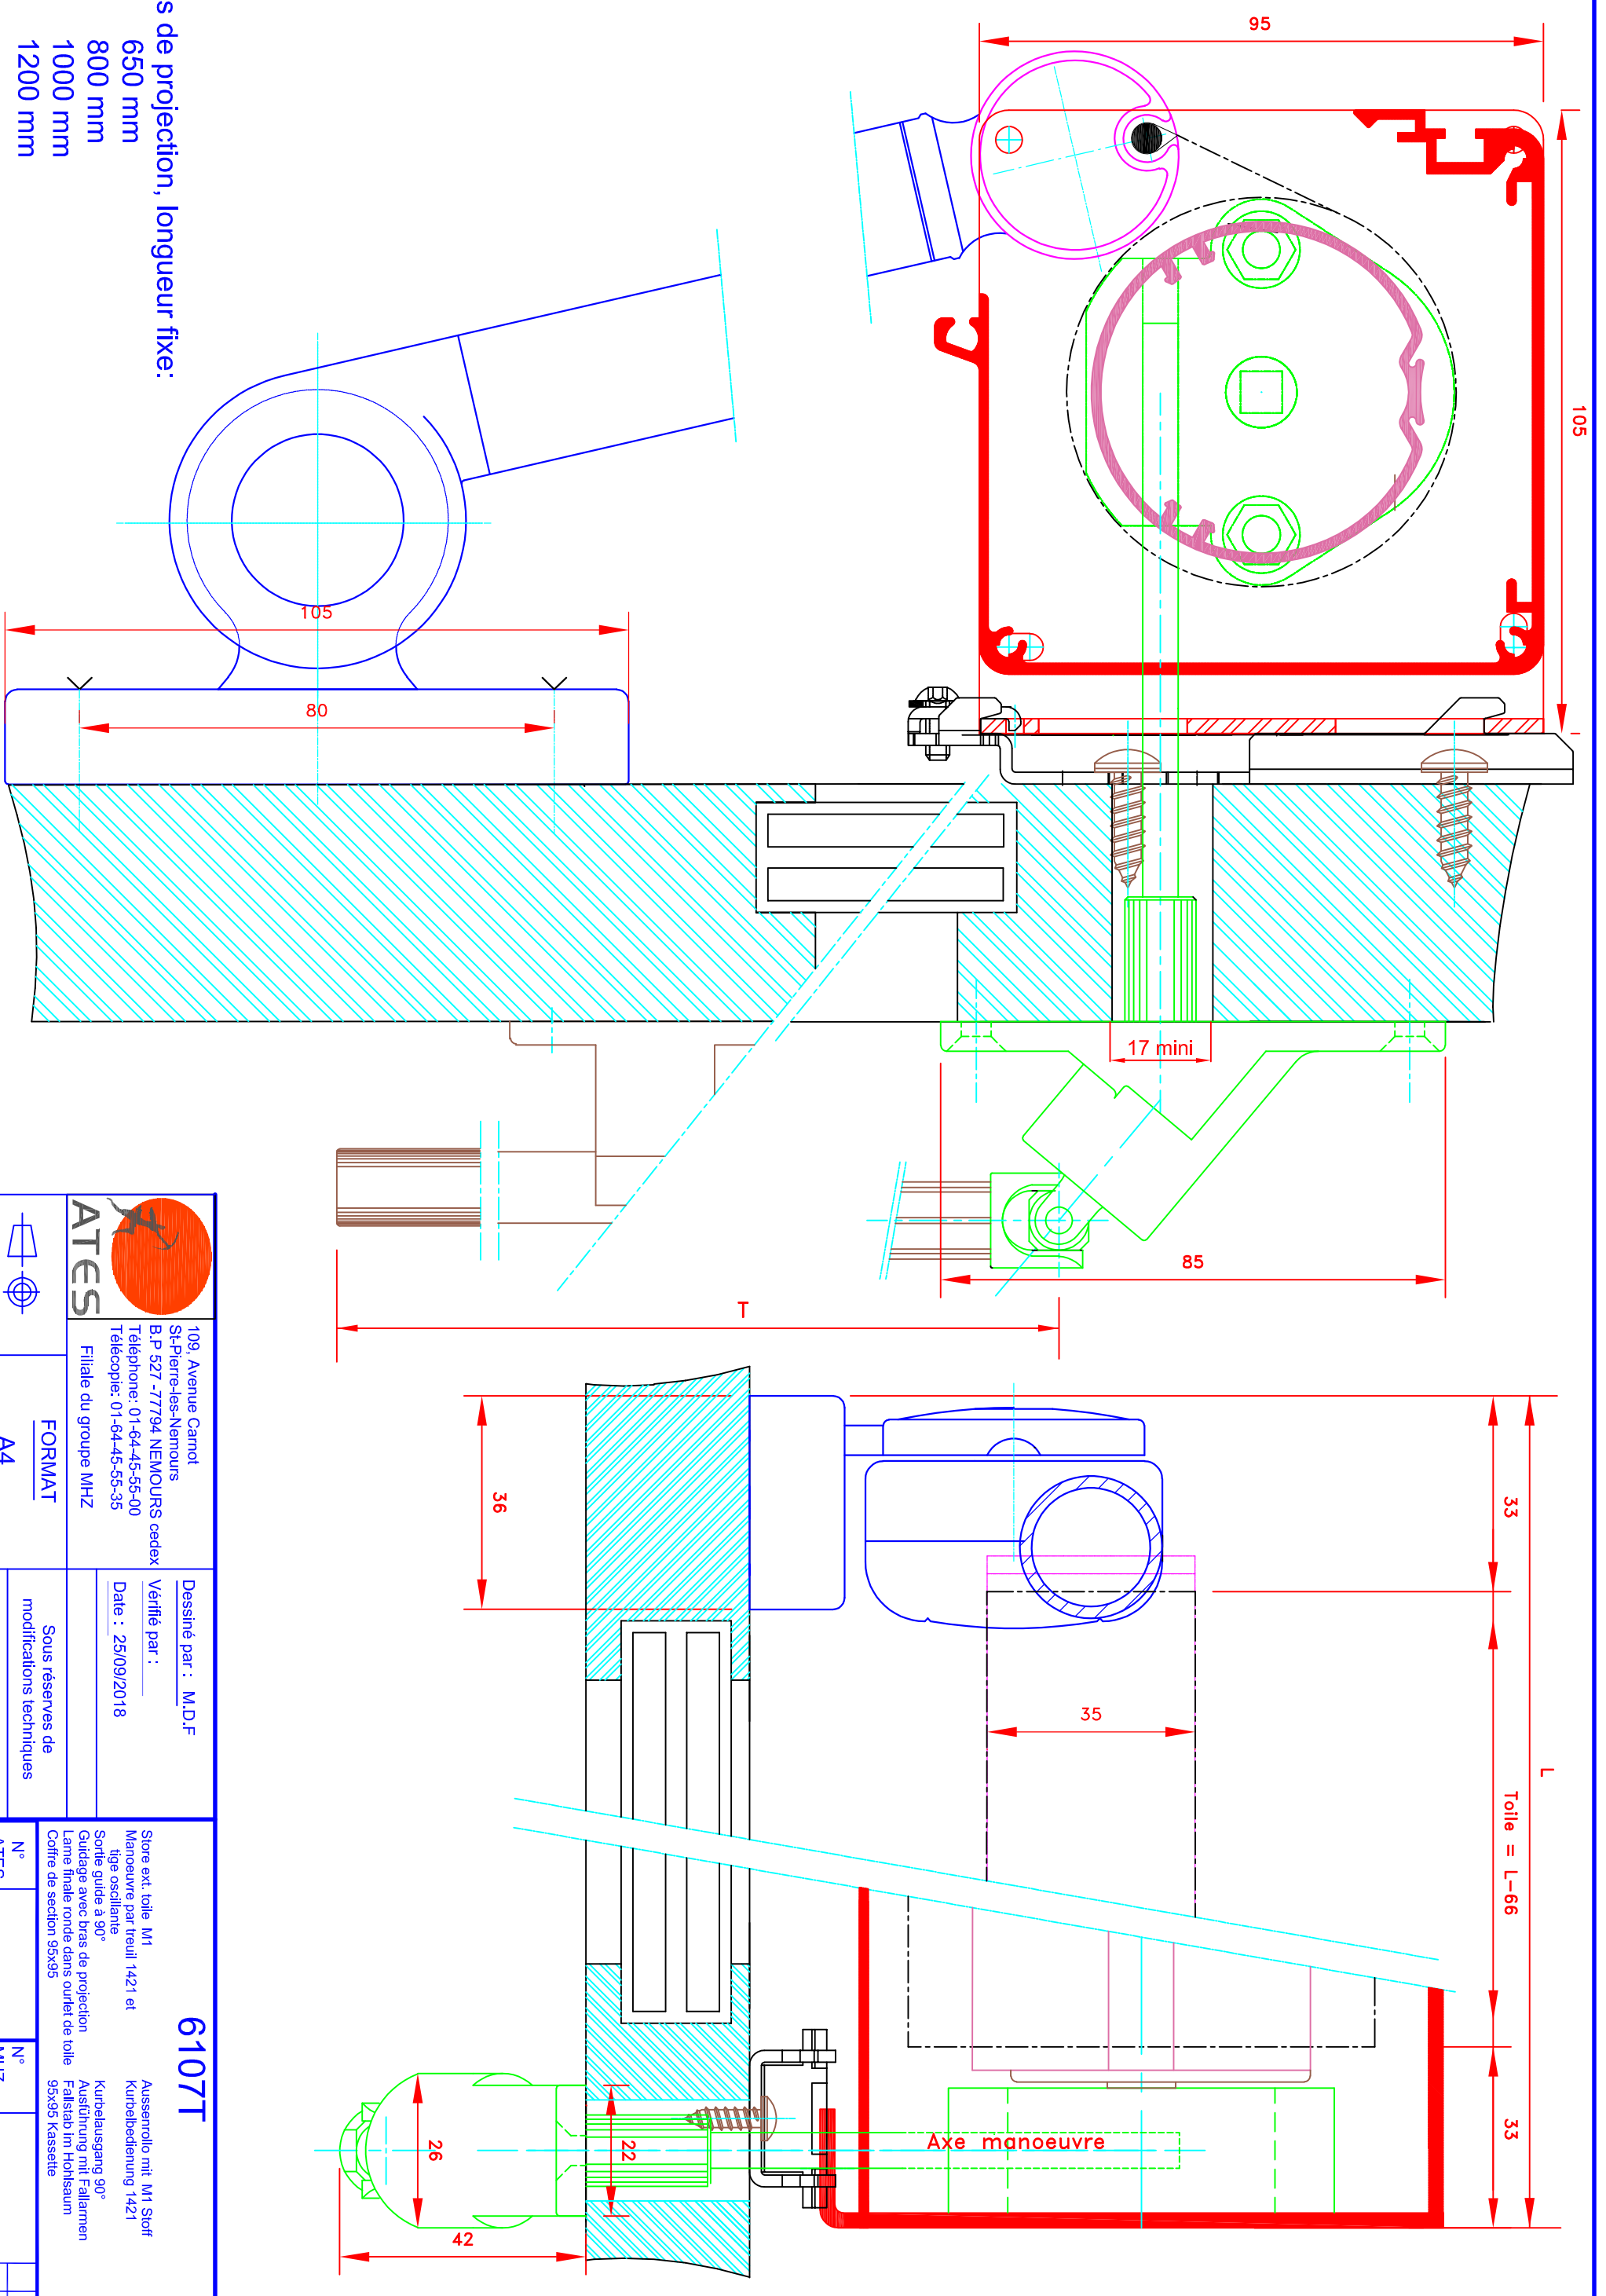 s de projection, longueur fixe:
650 mm
800 mm
1000 mm
1200 mm
95
105
105
80
17 mini
85
T
36
33
L
Toile = L-66
35
33
Axe manoeuvre
22
26
42
ATES
109, Avenue Carnot
St-Pierre-les-Nemours
B.P 527 -77794 NEMOURS cedex
Téléphone: 01-64-45-55-00
Télécopie: 01-64-45-55-35
Filiale du groupe MHZ
FORMAT
A4
Dessiné par : M.D.F
Vérifié par :
Date : 25/09/2018
Sous réserves de
modifications techniques
6107T
Store ext. toile M1
Manoeuvre par treuil 1421 et
tige oscillante
Sortie guide à 90°
Guidage avec bras de projection
Lame finale ronde dans ourlet de toile
Coffre de section 95x95
Aussenrollo mit M1 Stoff
Kurbelbedienung 1421
Kurbelausgang 90°
Ausführung mit Fallarmen
Fallstab im Hohlsaum
95x95 Kassette
N°
ATES
N°
MHZ